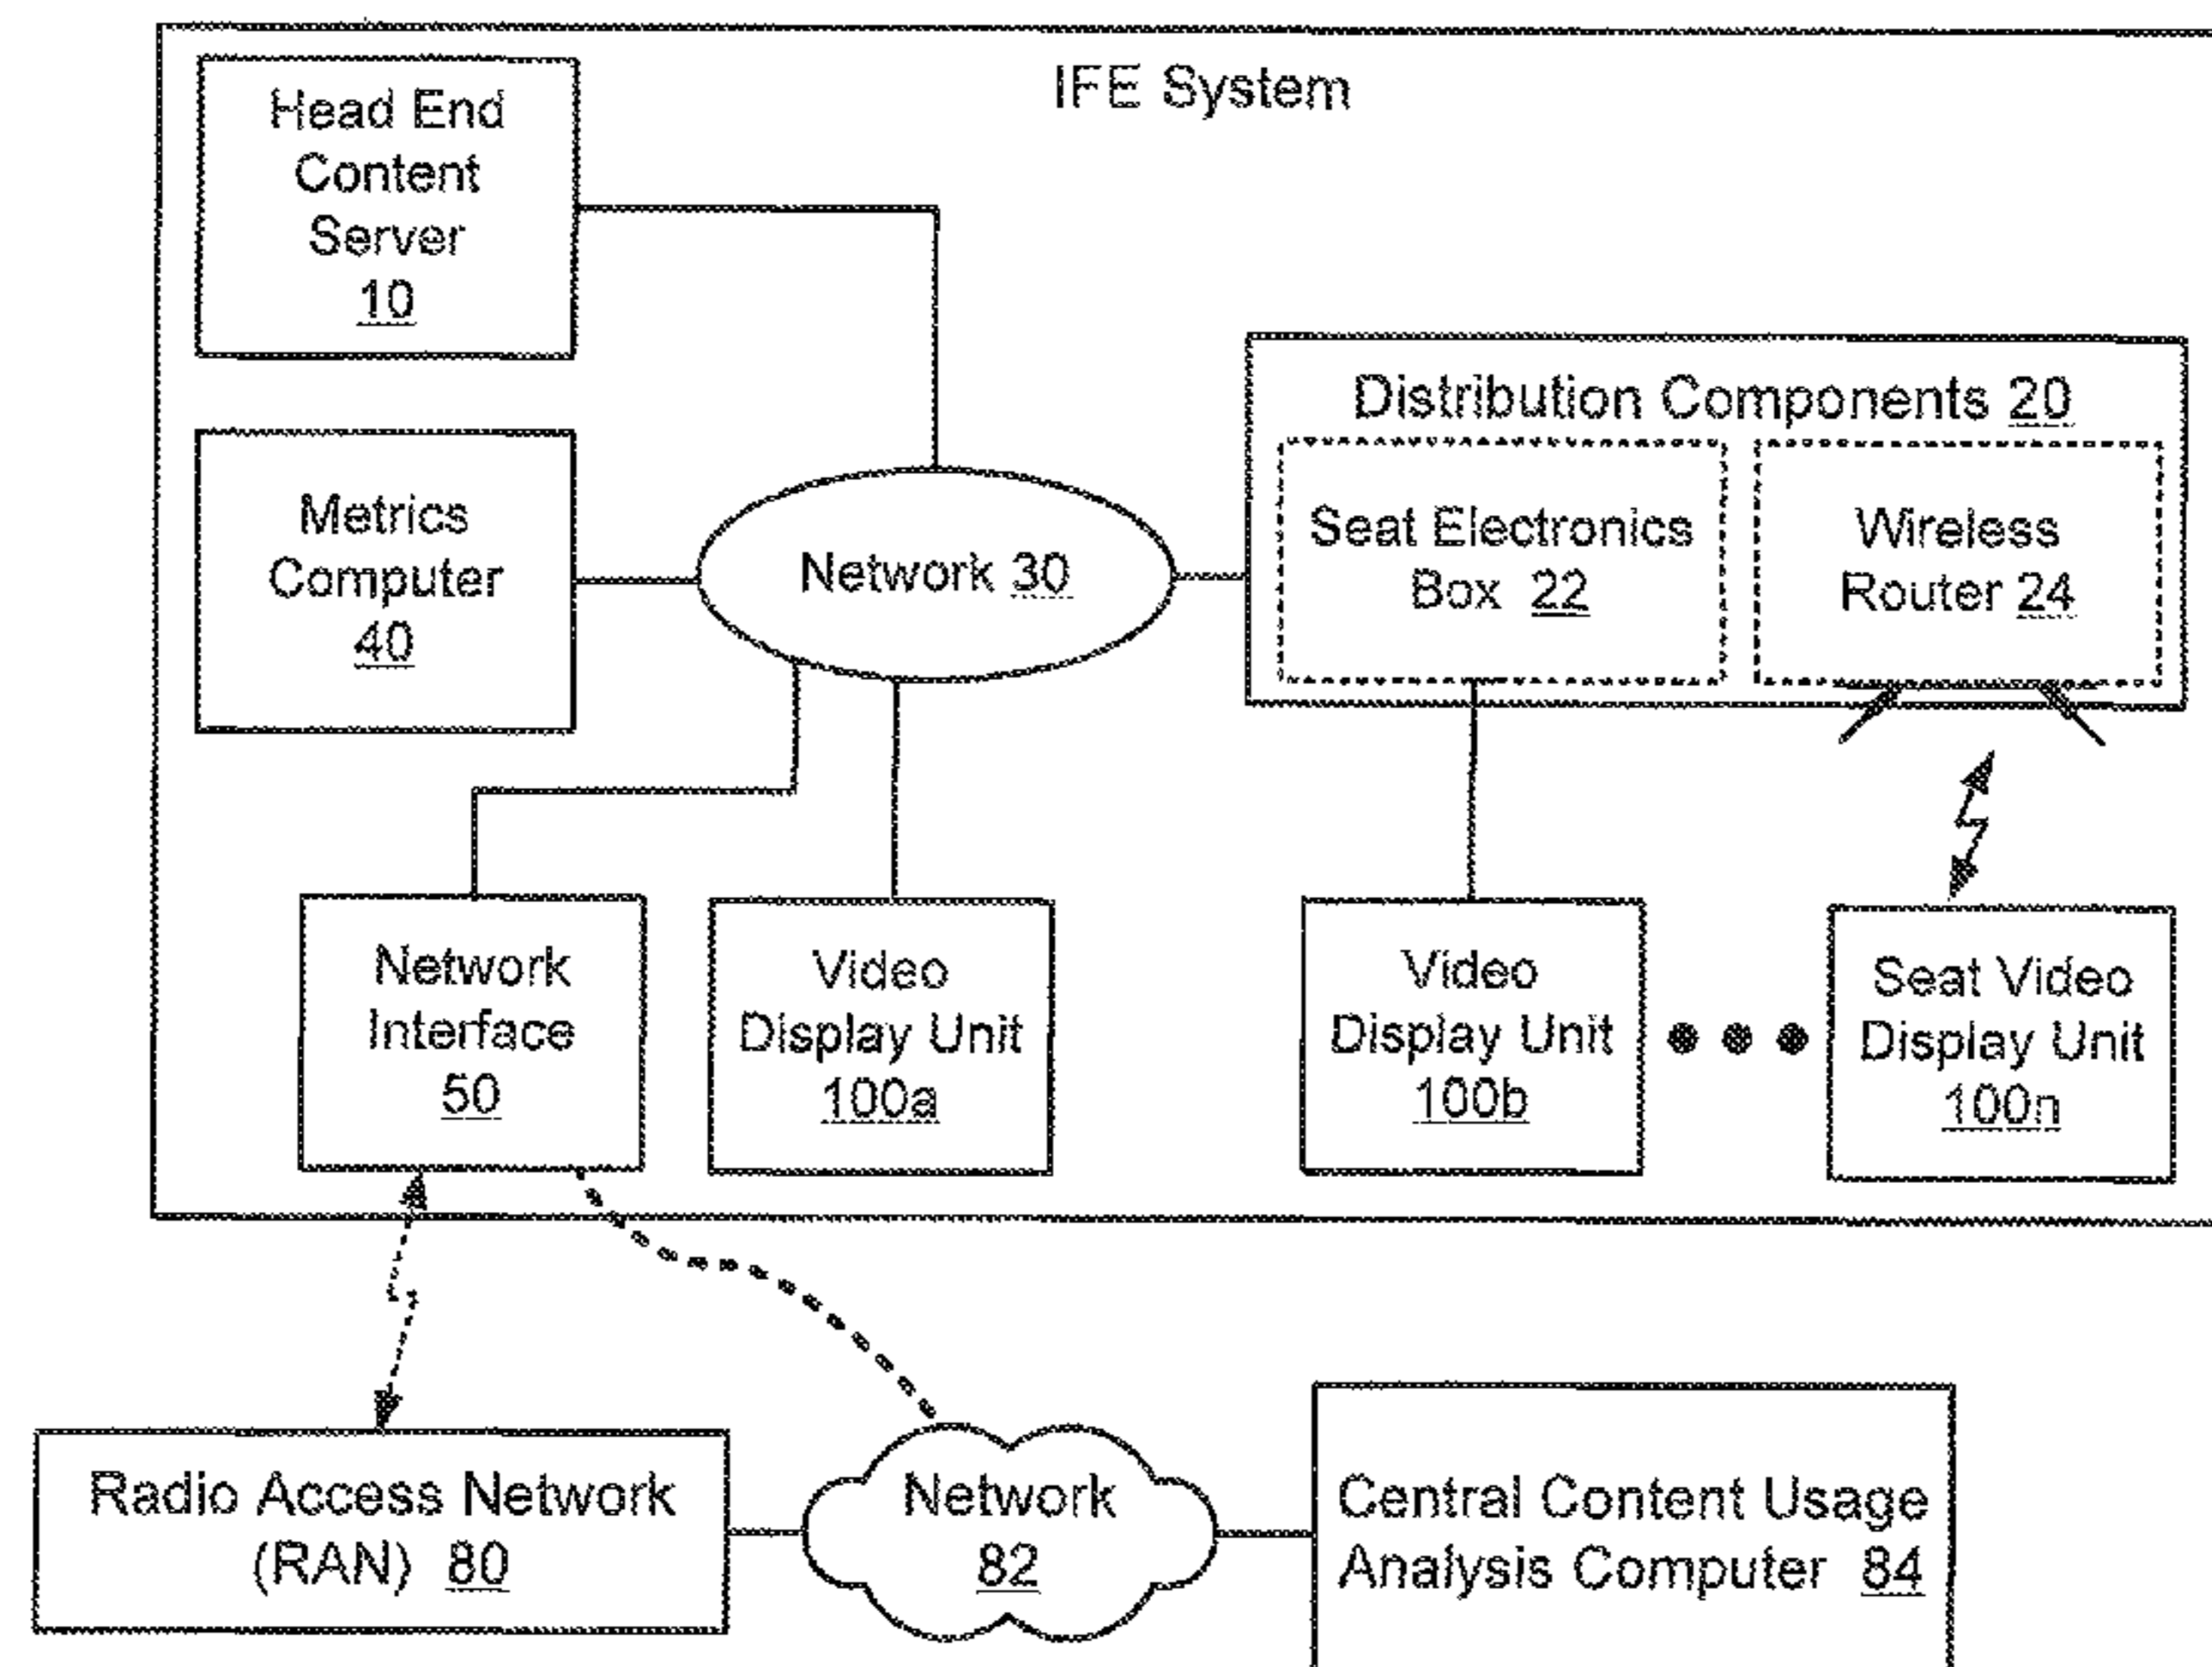 IFE System
Head End
Content
Server
10
Distribution Components 20
Seat Electronics
Box 22
Wireless
Router 24
Metrics
Computer
40
Network 30
Network
Interface
50
Video
Display Unit
100a
Video
Display Unit
100b
Seat Video
Display Unit
100n
Radio Access Network
(RAN) 80
Network
82
Central Content Usage
Analysis Computer 84